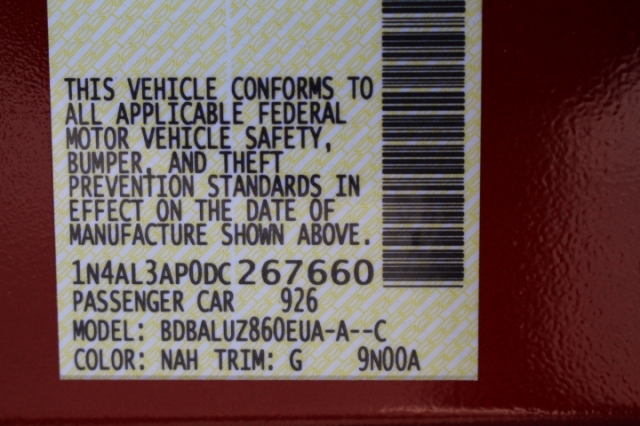 THIS VEHICLE CONFORMS TO
ALL APPLICABLE FEDERAL
MOTOR VEHICLE SAFETY,
BUMPER, AND THEFT
PREVENTION STANDARDS IN
EFFECT ON THE DATE OF
MANUFACTURE SHOWN ABOVE.
1N4AL3AP0DC267660
PASSENGER CAR 926
MODEL: BDBALUZ860EUA-A--C
COLOR: NAH TRIM: G 9N00A